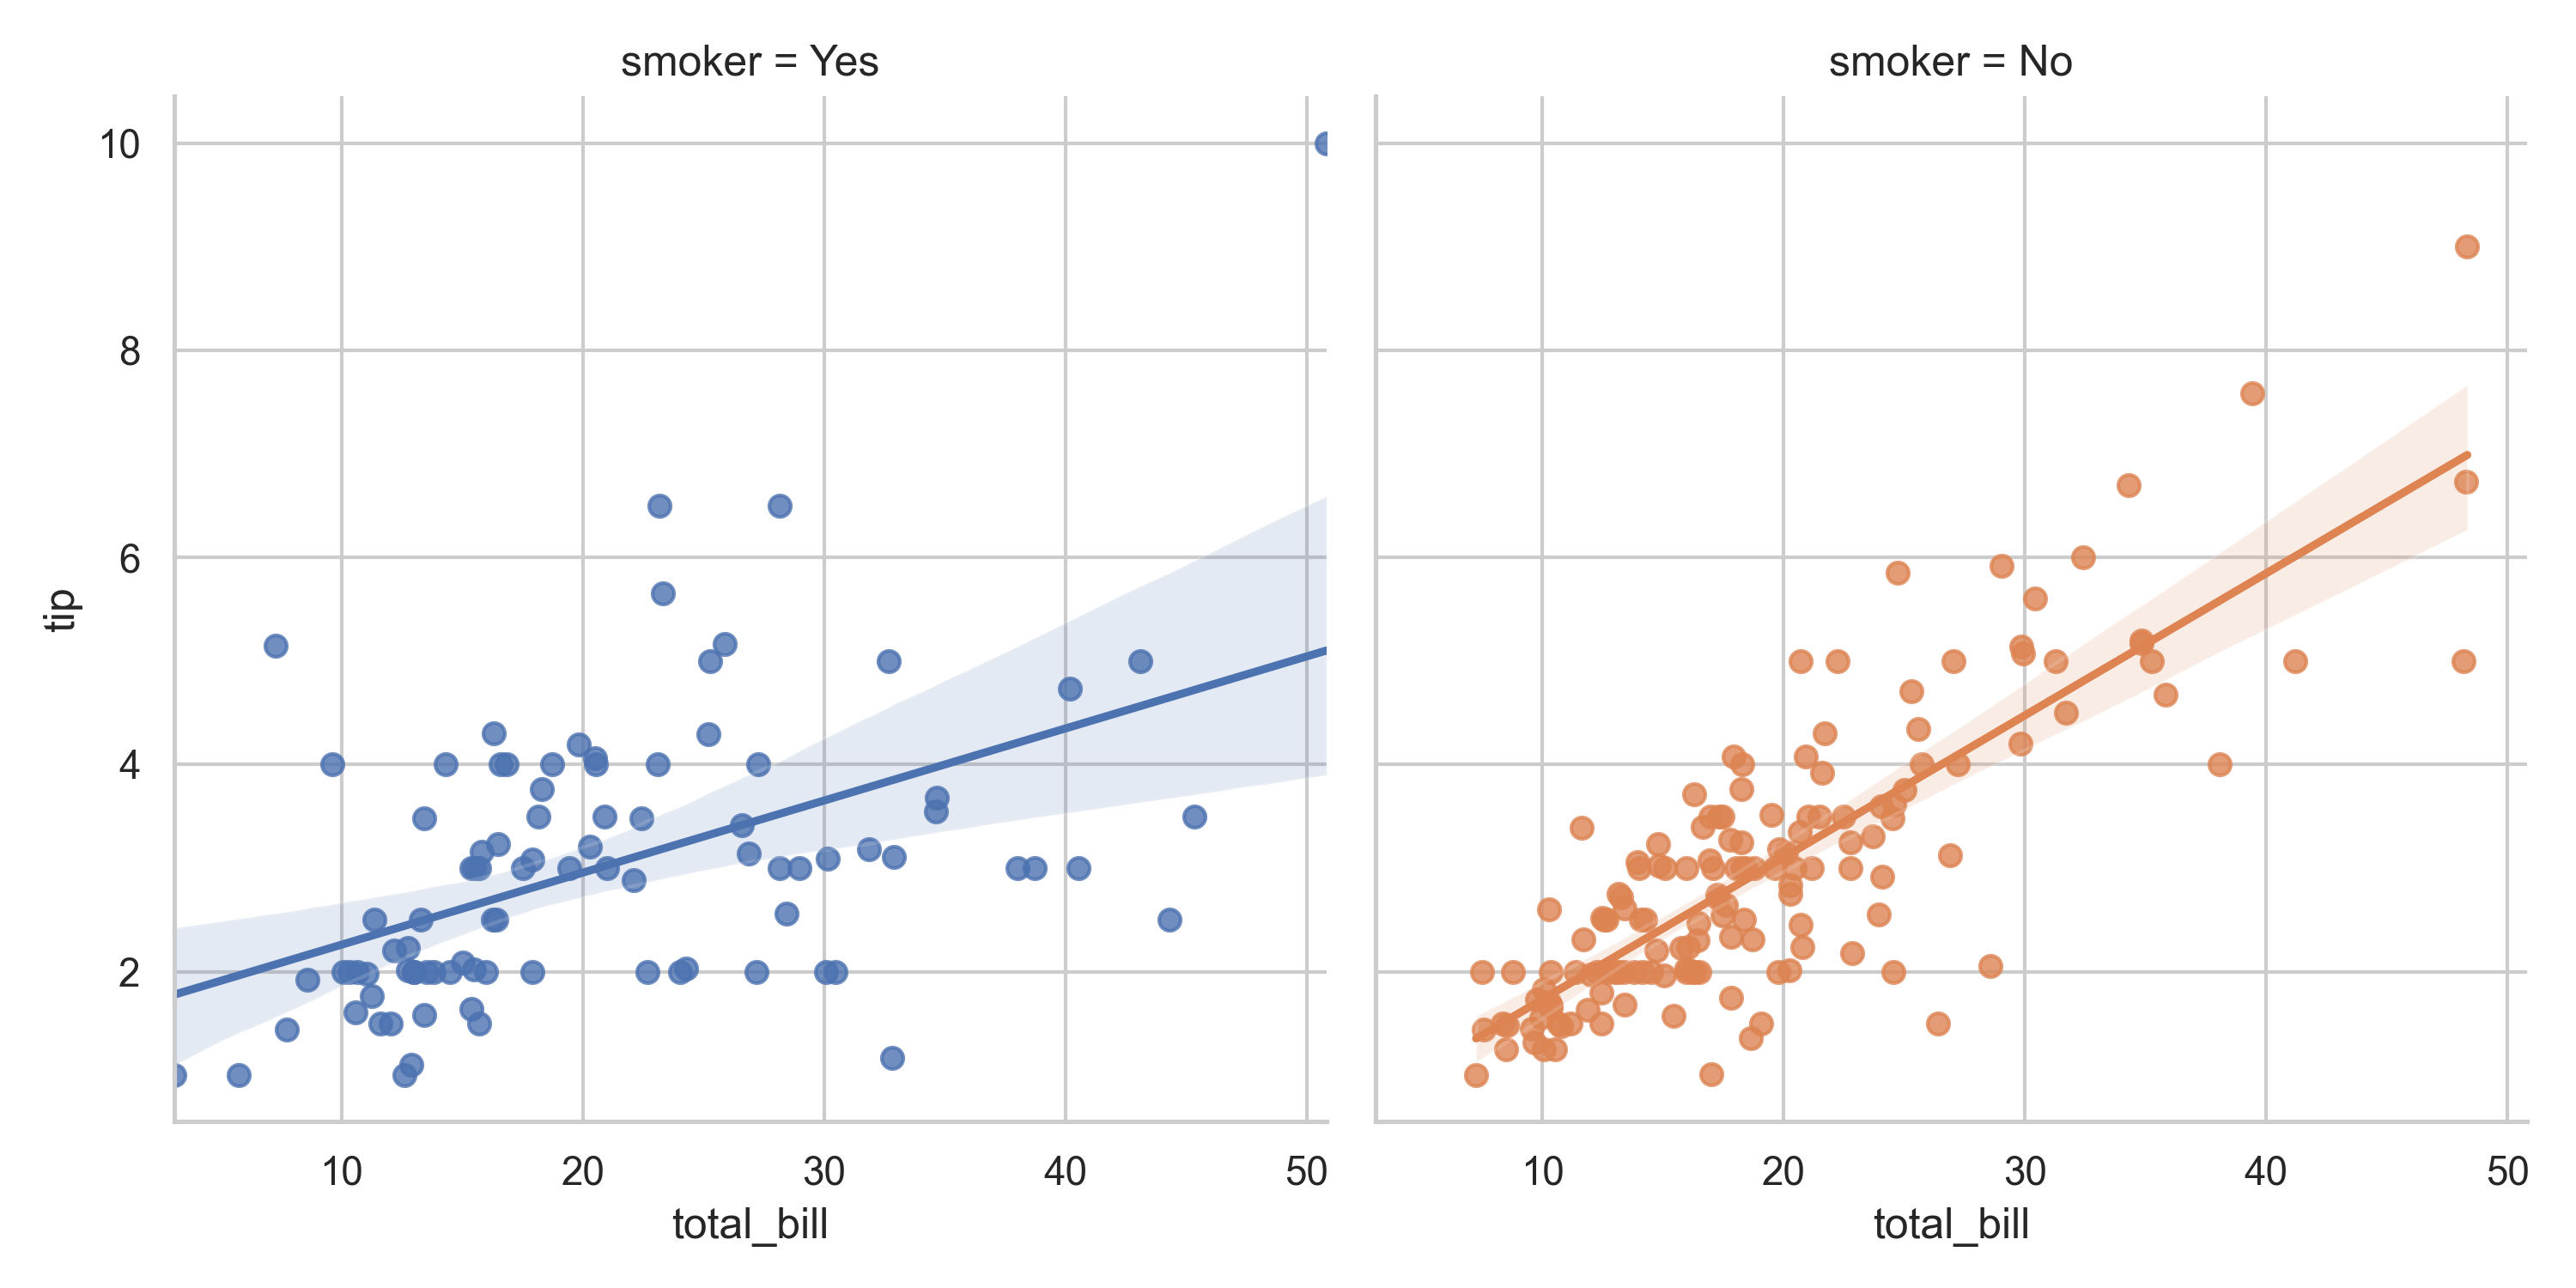 smoker = Yes
smoker = No
10
8
6
4
2
tip
10 20 30 40 50
10 20 30 40 50
total_bill
total_bill